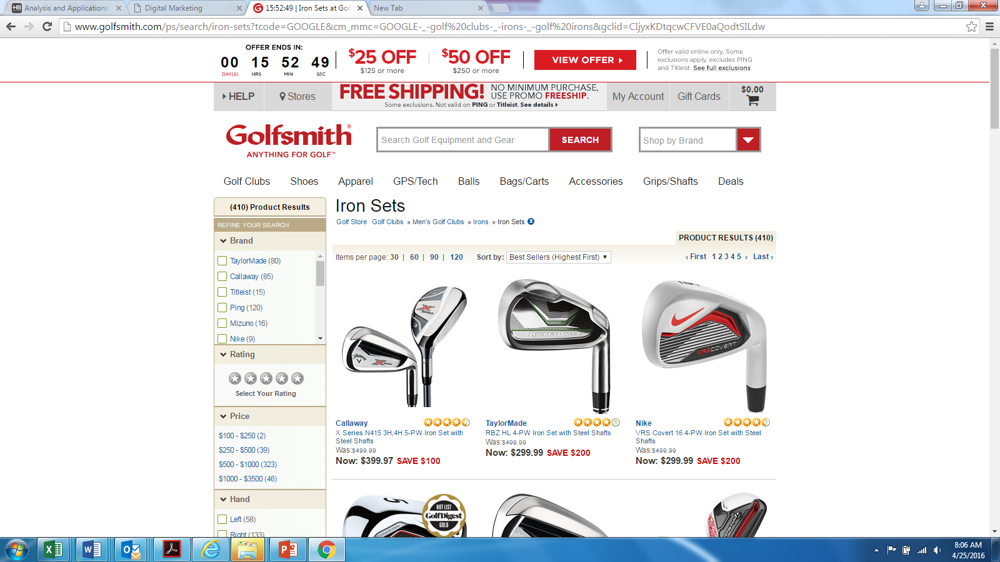 HB Analysis and Applications
Digital Marketing
15:52:49 | Iron Sets at Gol
New Tab
www.golfsmith.com/ps/search/iron-sets?tcode=GOOGLE&cm_mmc=GOOGLE-_-golf%20clubs-_-irons-_-golf%20irons&gclid=CIjyxKDtqcwCFVE0aQodtSILdw
OFFER ENDS IN:
00 15 52 49
DAY(S) HRS MIN SEC
$25 OFF
$125 or more
$50 OFF
$250 or more
VIEW OFFER
Offer valid online only. Some
exclusions apply, excludes PING
and Titleist. See full exclusions
HELP
Stores
FREE SHIPPING! NO MINIMUM PURCHASE,
USE PROMO FREESHIP.
Some exclusions. Not valid on PING or Titleist. See details
My Account
Gift Cards
$0.00
Golfsmith®
ANYTHING FOR GOLF™
Search Golf Equipment and Gear
SEARCH
Shop by Brand
Golf Clubs Shoes Apparel GPS/Tech Balls Bags/Carts Accessories Grips/Shafts Deals
(410) Product Results
REFINE YOUR SEARCH
Brand
TaylorMade (80)
Callaway (85)
Titleist (15)
Ping (120)
Mizuno (16)
Nike (9)
Rating
Select Your Rating
Price
$100 - $250 (2)
$250 - $500 (39)
$500 - $1000 (323)
$1000 - $3500 (46)
Hand
Left (58)
Right (133)
Iron Sets
Golf Store Golf Clubs » Men's Golf Clubs » Irons » Iron Sets
PRODUCT RESULTS (410)
Items per page: 30 | 60 | 90 | 120 Sort by: Best Sellers (Highest First)
‹ First 1 2 3 4 5 › Last ›
X SERIES
Callaway
X SERIES
ROCKETBALLZ
VRS COVERT
Callaway
X Series N415 3H,4H 5-PW Iron Set with
Steel Shafts
Was:$499.99
Now: $399.97 SAVE $100
TaylorMade
RBZ HL 4-PW Iron Set with Steel Shafts
Was:$499.99
Now: $299.99 SAVE $200
Nike
VRS Covert 16 4-PW Iron Set with Steel
Shafts
Was:$499.99
Now: $299.99 SAVE $200
5
HOT LIST
GolfDigest
GOLD
8:06 AM
4/25/2016